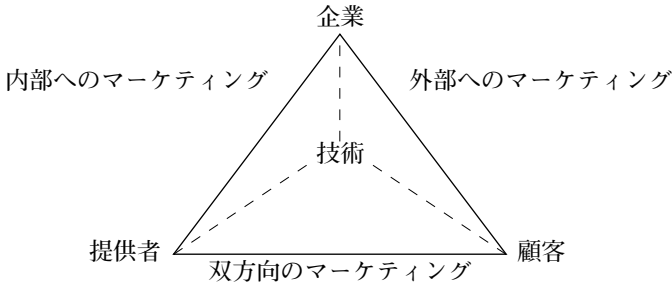 企業
内部へのマーケティング
外部へのマーケティング
技術
提供者
顧客
双方向のマーケティング